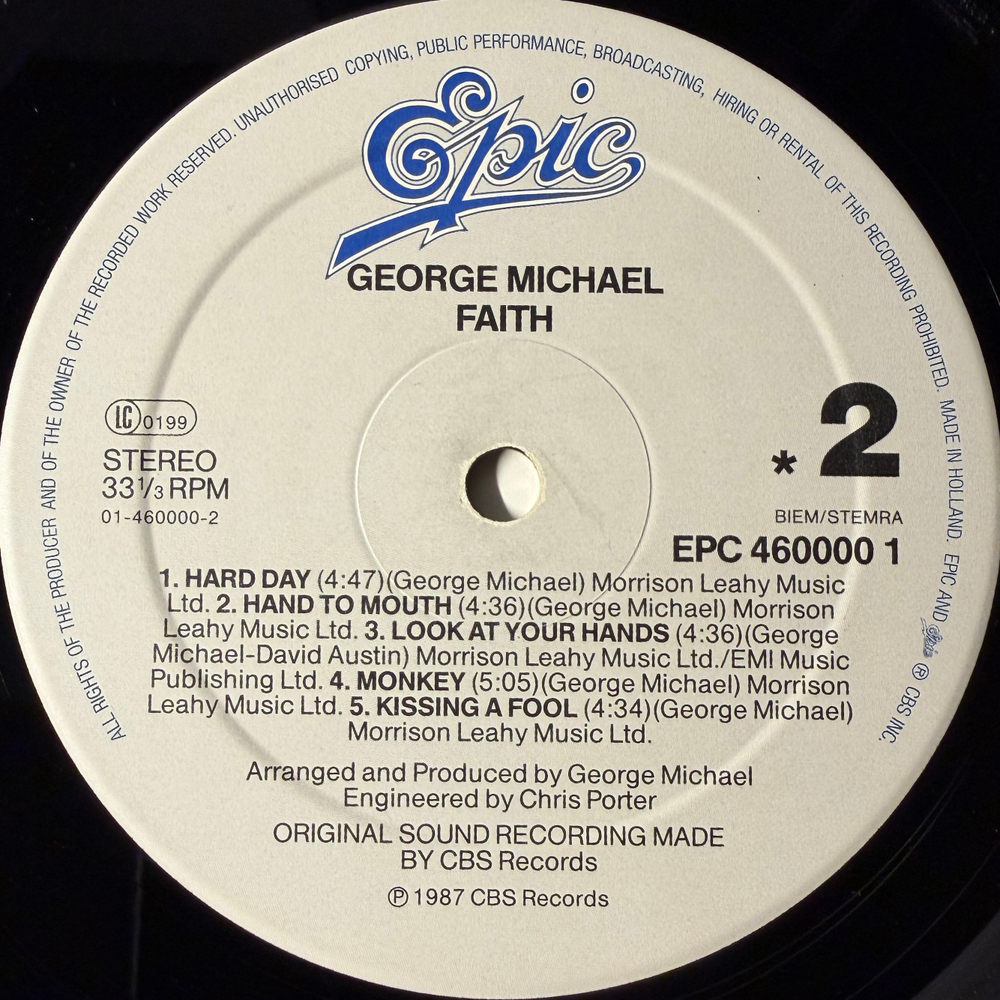 ALL RIGHTS OF THE PRODUCER AND OF THE OWNER OF THE RECORDED WORK RESERVED. UNAUTHORISED COPYING, PUBLIC PERFORMANCE, BROADCASTING, HIRING OR RENTAL OF THIS RECORDING PROHIBITED. MADE IN HOLLAND. EPIC AND Epic ® CBS INC.
Epic
GEORGE MICHAEL
FAITH
LC 0199
STEREO
33⅓ RPM
01-460000-2
* 2
BIEM/STEMRA
EPC 460000 1
1. HARD DAY (4:47)(George Michael) Morrison Leahy Music
Ltd. 2. HAND TO MOUTH (4:36)(George Michael) Morrison
Leahy Music Ltd. 3. LOOK AT YOUR HANDS (4:36)(George
Michael-David Austin) Morrison Leahy Music Ltd./EMI Music
Publishing Ltd. 4. MONKEY (5:05)(George Michael) Morrison
Leahy Music Ltd. 5. KISSING A FOOL (4:34)(George Michael)
Morrison Leahy Music Ltd.
Arranged and Produced by George Michael
Engineered by Chris Porter
ORIGINAL SOUND RECORDING MADE
BY CBS Records
℗ 1987 CBS Records